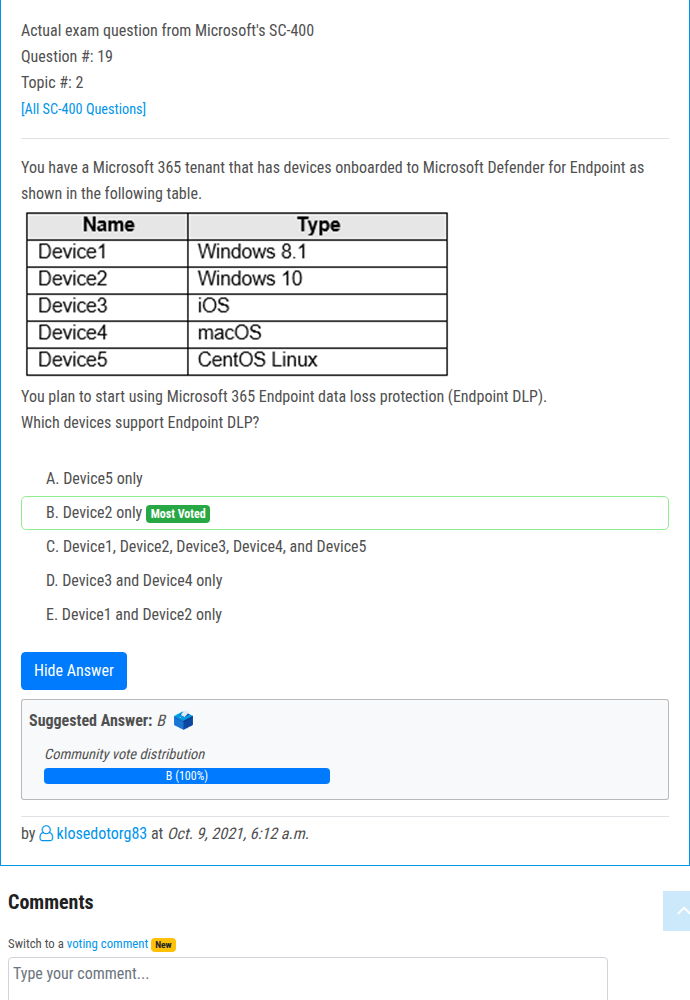 Actual exam question from Microsoft's SC-400
Question #: 19
Topic #: 2
[All SC-400 Questions]
You have a Microsoft 365 tenant that has devices onboarded to Microsoft Defender for Endpoint as
shown in the following table.
Name Type
Device1 Windows 8.1
Device2 Windows 10
Device3 iOS
Device4 macOS
Device5 CentOS Linux
You plan to start using Microsoft 365 Endpoint data loss protection (Endpoint DLP).
Which devices support Endpoint DLP?
A. Device5 only
B. Device2 only Most Voted
C. Device1, Device2, Device3, Device4, and Device5
D. Device3 and Device4 only
E. Device1 and Device2 only
Hide Answer
Suggested Answer: B
Community vote distribution
B (100%)
by klosedotorg83 at Oct. 9, 2021, 6:12 a.m.
Comments
Switch to a voting comment New
Type your comment...